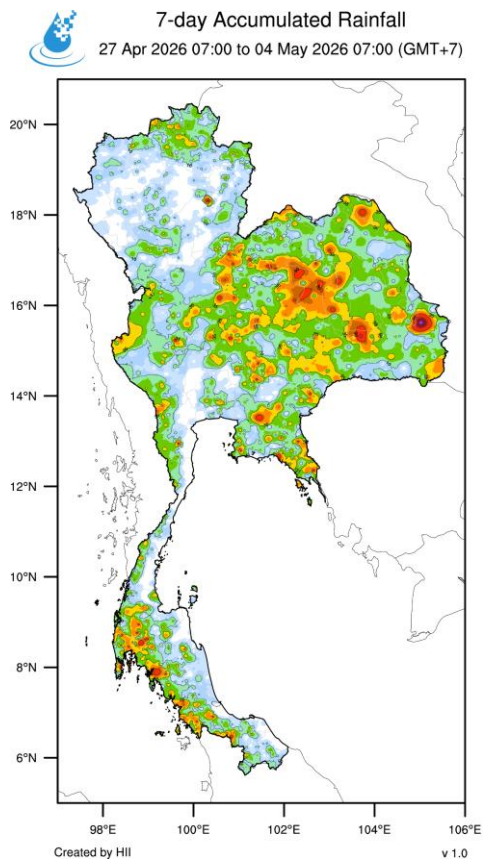 7-day Accumulated Rainfall
27 Apr 2026 07:00 to 04 May 2026 07:00 (GMT+7)
20°N
18°N
16°N
14°N
12°N
10°N
8°N
6°N
98°E 100°E 102°E 104°E 106°E
Created by HII v 1.0